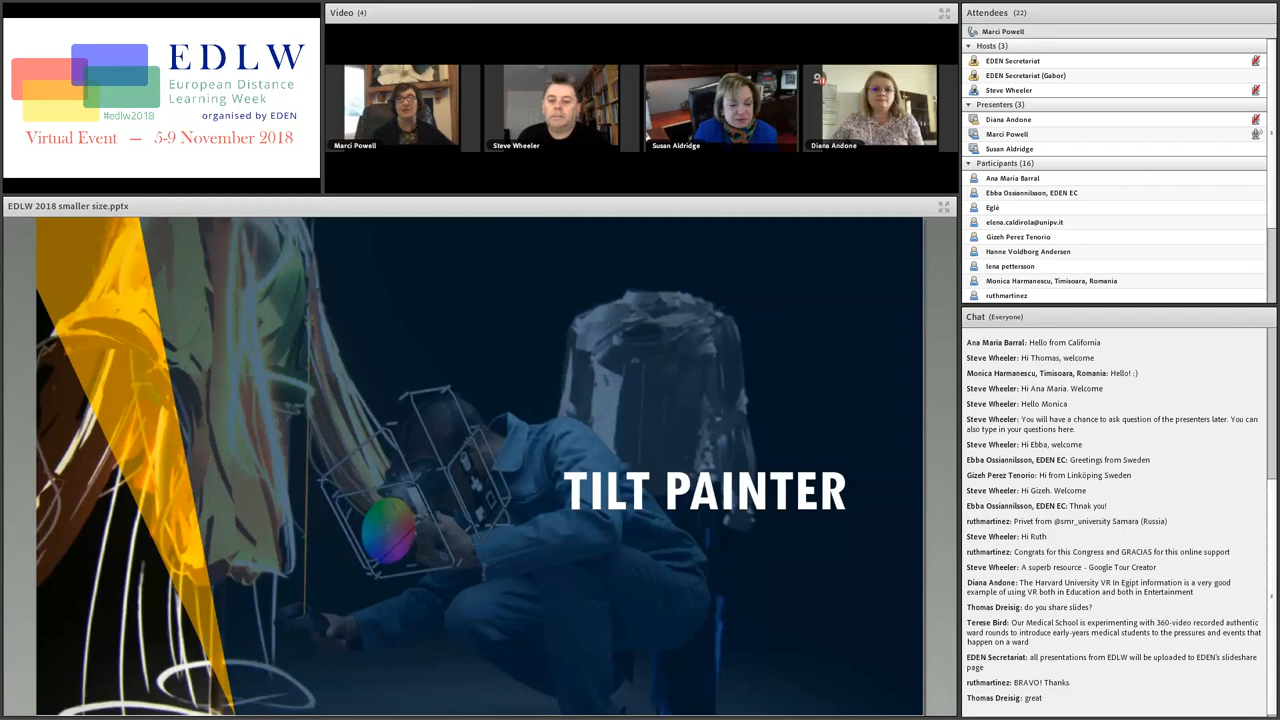 EDLW
European Distance
Learning Week
#edlw2018
organised by EDEN
Virtual Event — 5-9 November 2018
Video (4)
Marci Powell
Steve Wheeler
Susan Aldridge
Diana Andone
EDLW 2018 smaller size.pptx
TILT PAINTER
Attendees (22)
Marci Powell
Hosts (3)
EDEN Secretariat
EDEN Secretariat (Gabor)
Steve Wheeler
Presenters (3)
Diana Andone
Marci Powell
Susan Aldridge
Participants (16)
Ana Maria Barral
Ebba Ossiannilsson, EDEN EC
Eglė
elena.caldirola@unipv.it
Gizeh Perez Tenorio
Hanne Voldborg Andersen
lena pettersson
Monica Harmanescu, Timisoara, Romania
ruthmartinez
Chat (Everyone)
Ana Maria Barral: Hello from California
Steve Wheeler: Hi Thomas, welcome
Monica Harmanescu, Timisoara, Romania: Hello! :)
Steve Wheeler: Hi Ana Maria. Welcome
Steve Wheeler: Hello Monica
Steve Wheeler: You will have a chance to ask question of the presenters later. You can
also type in your questions here.
Steve Wheeler: Hi Ebba, welcome
Ebba Ossiannilsson, EDEN EC: Greetings from Sweden
Gizeh Perez Tenorio: Hi from Linköping Sweden
Steve Wheeler: Hi Gizeh. Welcome
Ebba Ossiannilsson, EDEN EC: Thnak you!
ruthmartinez: Privet from @smr_university Samara (Russia)
Steve Wheeler: Hi Ruth
ruthmartinez: Congrats for this Congress and GRACIAS for this online support
Steve Wheeler: A superb resource - Google Tour Creator
Diana Andone: The Harvard University VR In Egipt information is a very good
example of using VR both in Education and both in Entertainment
Thomas Dreisig: do you share slides?
Terese Bird: Our Medical School is experimenting with 360-video recorded authentic
ward rounds to introduce early-years medical students to the pressures and events that
happen on a ward
EDEN Secretariat: all presentations from EDLW will be uploaded to EDEN's slideshare
page
ruthmartinez: BRAVO! Thanks
Thomas Dreisig: great